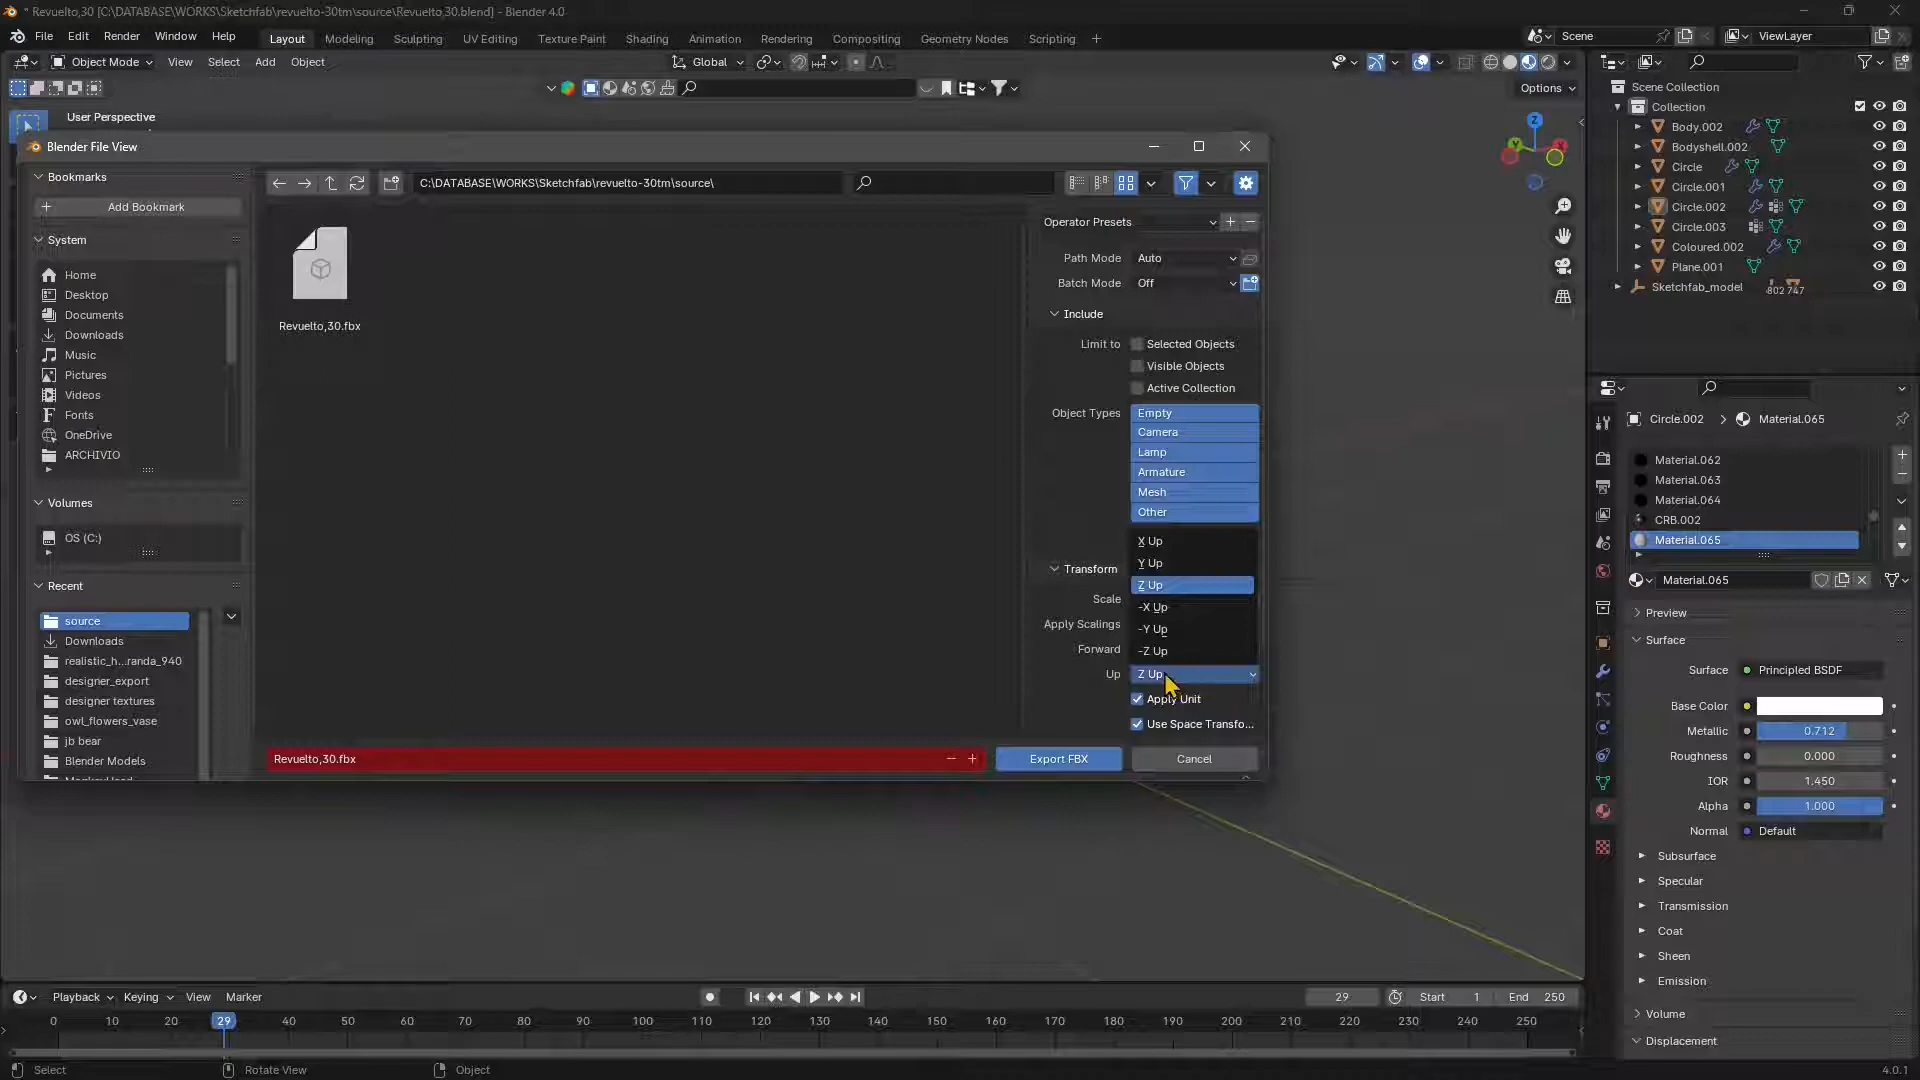 * Revuelto,30 [C:\DATABASE\WORKS\Sketchfab\revuelto-30tm\source\Revuelto,30.blend] - Blender 4.0
File Edit Render Window Help
Layout Modeling Sculpting UV Editing Texture Paint Shading Animation Rendering Compositing Geometry Nodes Scripting +
Scene
ViewLayer
Object Mode View Select Add Object
Global
Options
User Perspective
Z
Y
Blender File View
Bookmarks
Add Bookmark
System
Home
Desktop
Documents
Downloads
Music
Pictures
Videos
Fonts
OneDrive
ARCHIVIO
Volumes
OS (C:)
Recent
source
Downloads
realistic_h...randa_940
designer_export
designer textures
owl_flowers_vase
jb bear
Blender Models
C:\DATABASE\WORKS\Sketchfab\revuelto-30tm\source\
Revuelto,30.fbx
Operator Presets
Path Mode Auto
Batch Mode Off
Include
Limit to Selected Objects
Visible Objects
Active Collection
Object Types Empty
Camera
Lamp
Armature
Mesh
Other
X Up
Y Up
Z Up
-X Up
-Y Up
-Z Up
Transform
Scale
Apply Scalings
Forward
Up Z Up
Apply Unit
Use Space Transfo...
Revuelto,30.fbx
Export FBX
Cancel
Scene Collection
Collection
Body.002
Bodyshell.002
Circle
Circle.001
Circle.002
Circle.003
Coloured.002
Plane.001
Sketchfab_model 802 747
Circle.002 > Material.065
Material.062
Material.063
Material.064
CRB.002
Material.065
Material.065
Preview
Surface
Surface Principled BSDF
Base Color
Metallic 0.712
Roughness 0.000
IOR 1.450
Alpha 1.000
Normal Default
Subsurface
Specular
Transmission
Coat
Sheen
Emission
Volume
Displacement
Playback Keying View Marker
29 Start 1 End 250
0 10 20 29 40 50 60 70 80 90 100 110 120 130 140 150 160 170 180 190 200 210 220 230 240 250
Select Rotate View Object
4.0.1